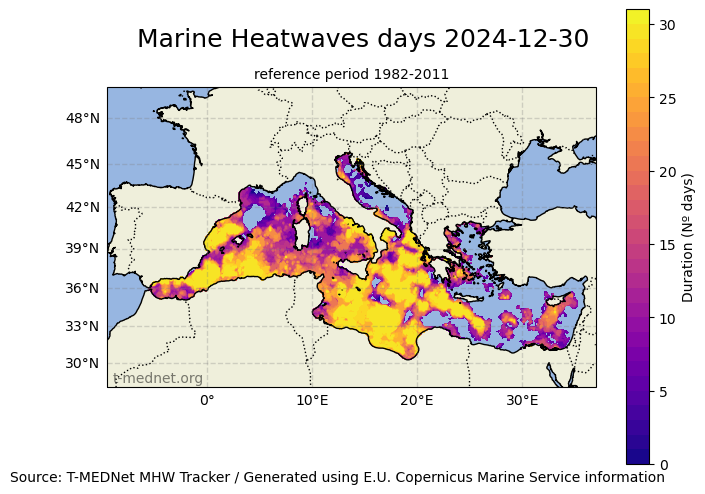 Marine Heatwaves days 2024-12-30
reference period 1982-2011
48°N
45°N
42°N
39°N
36°N
33°N
30°N
t-mednet.org
0°
10°E
20°E
30°E
30
25
20
15
10
5
0
Duration (Nº days)
Source: T-MEDNet MHW Tracker / Generated using E.U. Copernicus Marine Service information